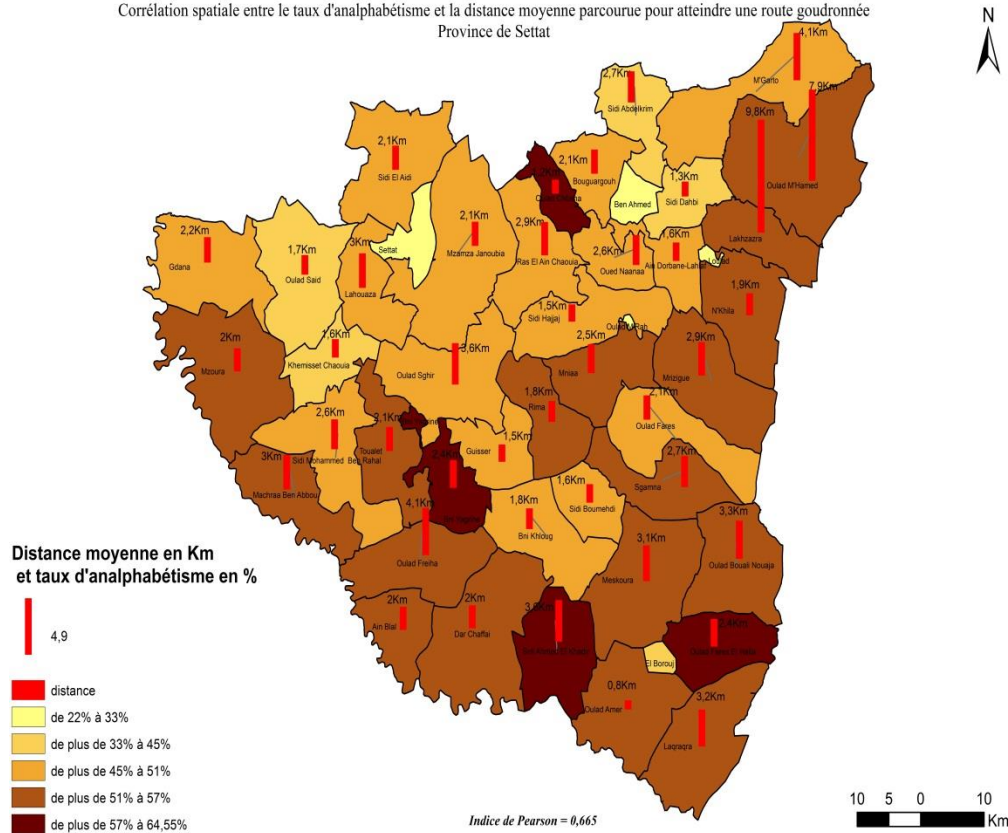 Corrélation spatiale entre le taux d'analphabétisme et la distance moyenne parcourue pour atteindre une route goudronnée
Province de Settat
N
4,1Km
M'Garto
2,7Km
Sidi Abdelkrim
7,9Km
9,8Km
Oulad M'Hamed
2,1Km
Sidi El Aidi
2,1Km
Bouguargouh
1,3Km
Sidi Dahbi
Ben Ahmed
2,2Km
Gdana
1,7Km
Oulad Said
3Km
Lahouaza
Settat
2,1Km
Mzamza Janoubia
2,9Km
Ras El Ain Chaouia
2,6Km
Oued Naanaa
1,6Km
Ain Dorbane-Lahlaf
Lakhzazra
Loulad
1,9Km
N'Khila
1,5Km
Sidi Hajjaj
2Km
Mzoura
1,6Km
Khemisset Chaouia
3,6Km
Oulad Sghir
2,5Km
Mniaa
2,9Km
Mrizigue
2,6Km
Sidi Mohammed Ben Rahal
2,1Km
Toualet
1,8Km
Rima
2,1Km
Oulad Fares
1,5Km
Guisser
3Km
Machraa Ben Abbou
2,4Km
1,6Km
Sidi Boumehdi
2,7Km
Sgamna
4,1Km
Oulad Freiha
1,8Km
Bni Khloug
3,1Km
Meskoura
3,3Km
Oulad Bouali Nouaja
2Km
Ain Blal
2Km
Dar Chaffai
2,4Km
El Borouj
0,8Km
Oulad Amer
3,2Km
Laqraqra
Distance moyenne en Km
et taux d'analphabétisme en %
4,9
distance
de 22% à 33%
de plus de 33% à 45%
de plus de 45% à 51%
de plus de 51% à 57%
de plus de 57% à 64,55%
Indice de Pearson = 0,665
10 5 0 10
Km